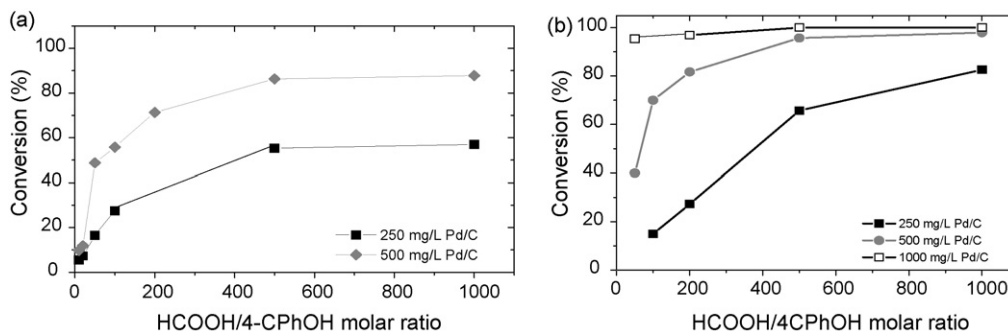 (a)
100
80
60
40
20
0
Conversion (%)
250 mg/L Pd/C
500 mg/L Pd/C
0 200 400 600 800 1000
HCOOH/4-CPhOH molar ratio
(b)
100
80
60
40
20
0
Conversion (%)
250 mg/L Pd/C
500 mg/L Pd/C
1000 mg/L Pd/C
0 200 400 600 800 1000
HCOOH/4CPhOH molar ratio